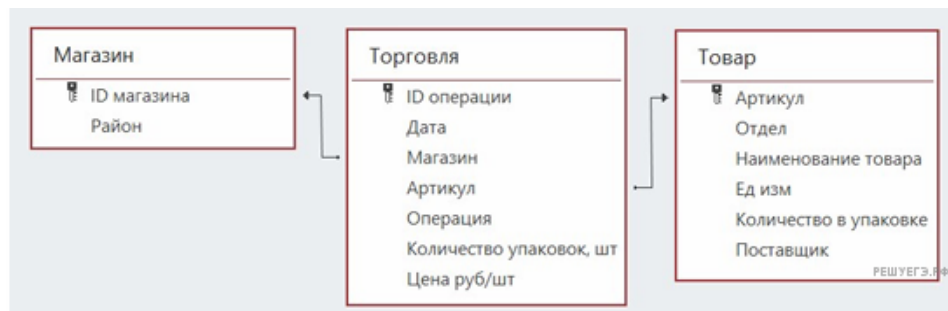 Магазин
ID магазина
Район
Торговля
ID операции
Дата
Магазин
Артикул
Операция
Количество упаковок, шт
Цена руб/шт
Товар
Артикул
Отдел
Наименование товара
Ед изм
Количество в упаковке
Поставщик
РЕШУЕГЭ.РФ